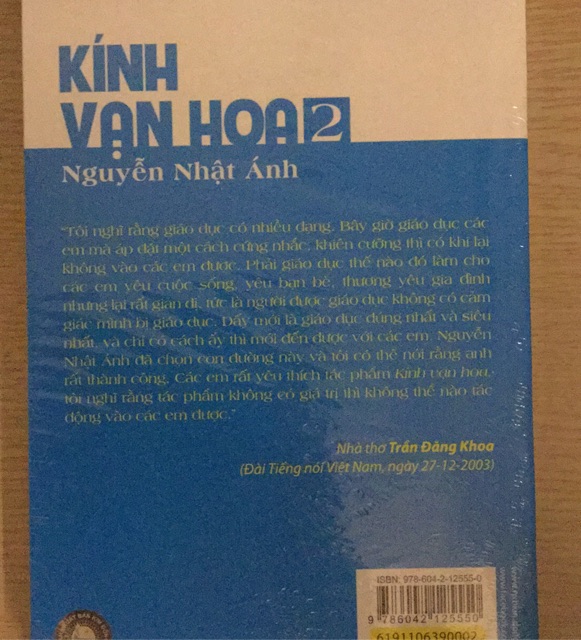 KÍNH
VẠN HOA 2
Nguyễn Nhật Ánh
"Tôi nghĩ rằng giáo dục có nhiều dạng. Bây giờ giáo dục các
em mà áp đặt một cách cứng nhắc, khiên cưỡng thì có khi lại
không vào các em được. Phải giáo dục thế nào đó làm cho
các em yêu cuộc sống, yêu bạn bè, thương yêu gia đình
nhưng lại rất giản dị, tức là người được giáo dục không có cảm
giác mình bị giáo dục. Đấy mới là giáo dục đúng nhất và siêu
nhất, và chỉ có cách ấy thì mới đến được với các em. Nguyễn
Nhật Ánh đã chọn con đường này và tôi có thể nói rằng anh
rất thành công. Các em rất yêu thích tác phẩm Kính vạn hoa,
tôi nghĩ rằng tác phẩm không có giá trị thì không thể nào tác
động vào các em được."
Nhà thơ Trần Đăng Khoa
(Đài Tiếng nói Việt Nam, ngày 27-12-2003)
ISBN: 978-604-2-12555-0
9 786042 125550
6191106390002